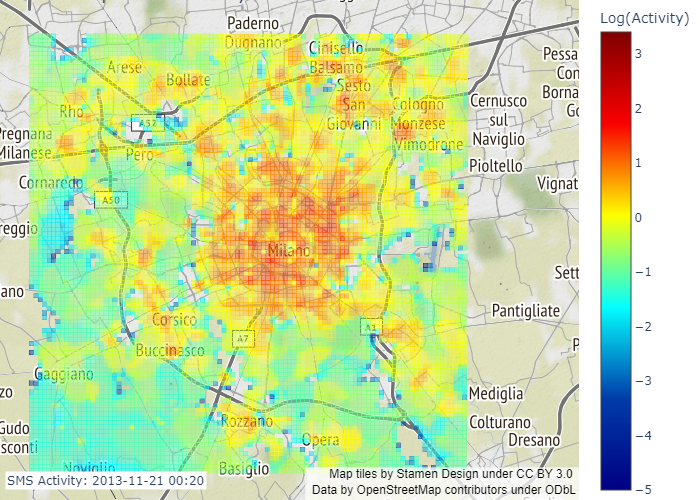 Log(Activity)
3
2
1
0
−1
−2
−3
−4
−5
Paderno
Dugnano
Cinisello
Balsamo
Sesto
San
Giovanni
Arese
Bollate
Rho
A52
Pero
Pregnana
Milanese
Cornaredo
A50
reggio
ano
Cologno
Monzese
Vimodrone
Cernusco
sul
Naviglio
Pioltello
Pessa
Con
Borna
Go
Vignat
Milano
Sett
Pantigliate
P
Corsico
A7
A1
Buccinasco
Gaggiano
zo
Gudo
sconti
Rozzano
Opera
Mediglia
Colturano
Dresano
Noviglio
Basiglio
SMS Activity: 2013-11-21 00:20
Map tiles by Stamen Design under CC BY 3.0
Data by OpenStreetMap contributors under ODbL